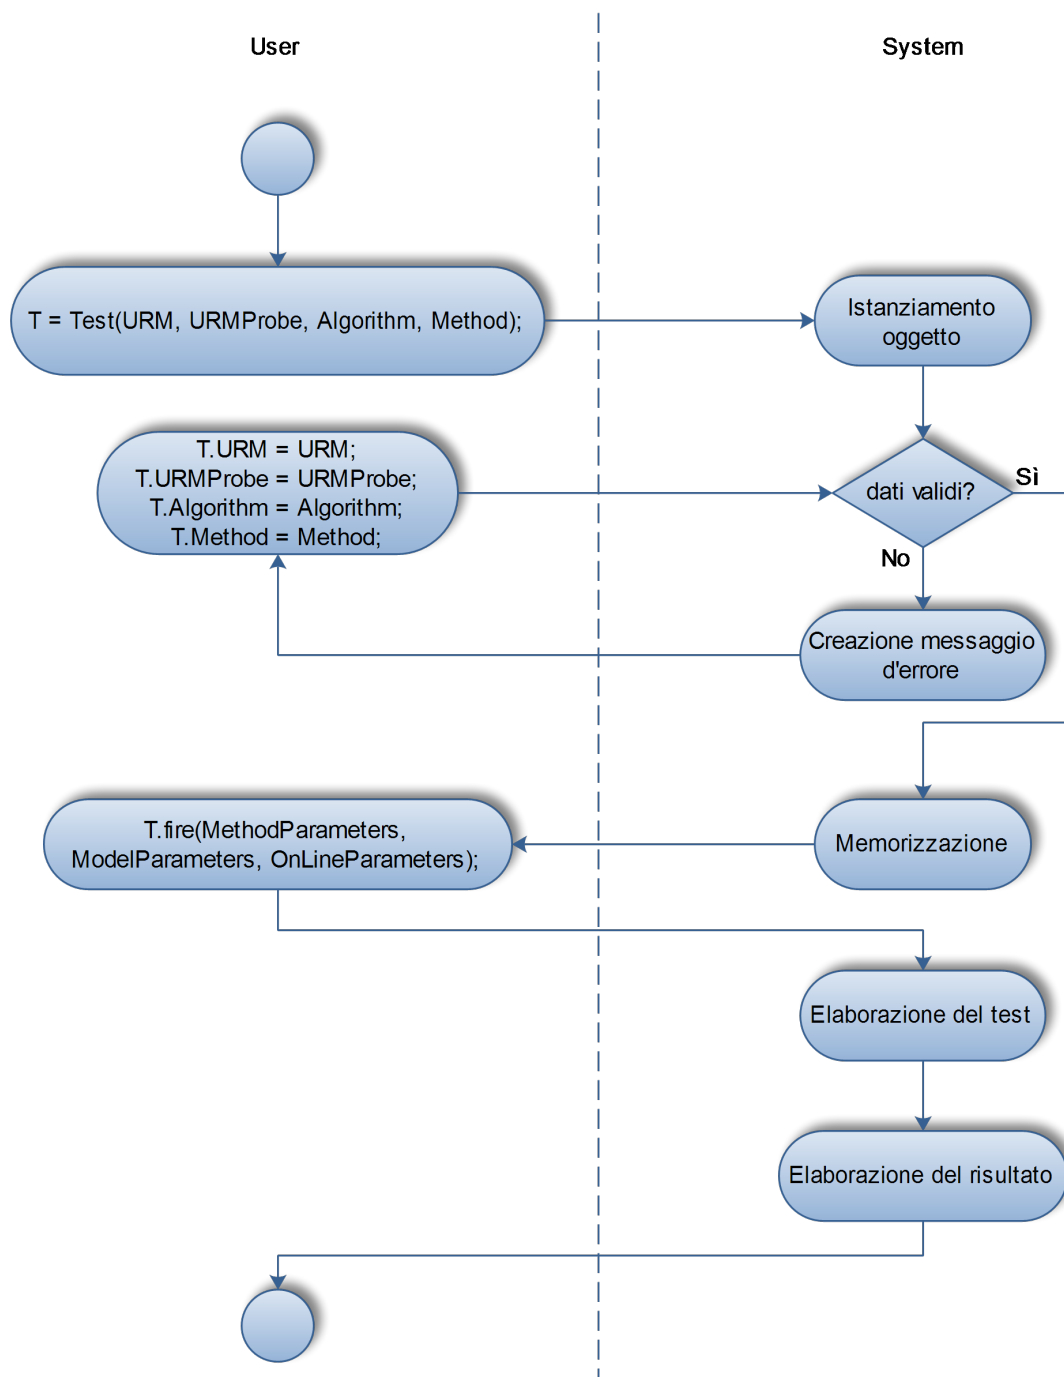 User
System
T = Test(URM, URMProbe, Algorithm, Method);
Istanziamento
oggetto
T.URM = URM;
T.URMProbe = URMProbe;
T.Algorithm = Algorithm;
T.Method = Method;
dati validi?
Sì
No
Creazione messaggio
d'errore
T.fire(MethodParameters,
ModelParameters, OnLineParameters);
Memorizzazione
Elaborazione del test
Elaborazione del risultato